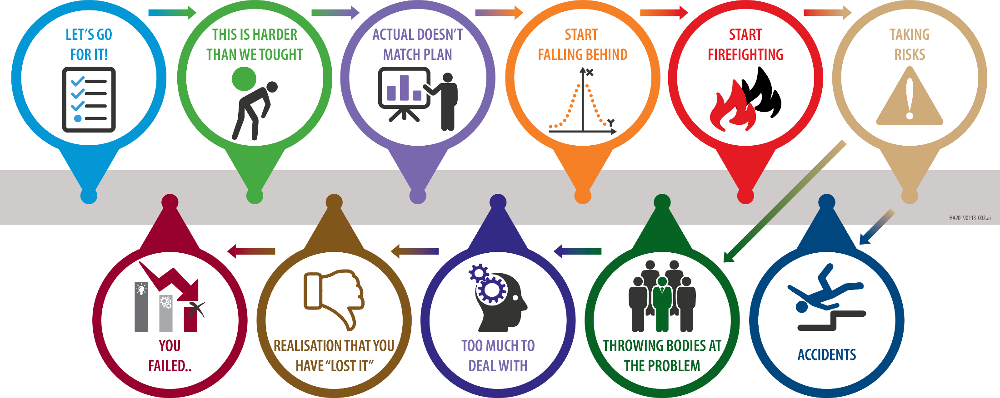 LET'S GO
FOR IT!
THIS IS HARDER
THAN WE TOUGHT
ACTUAL DOESN'T
MATCH PLAN
START
FALLING BEHIND
X
Y
START
FIREFIGHTING
TAKING
RISKS
HA20190113-002.ai
YOU
FAILED..
REALISATION THAT YOU
HAVE “LOST IT”
TOO MUCH TO
DEAL WITH
THROWING BODIES AT
THE PROBLEM
ACCIDENTS